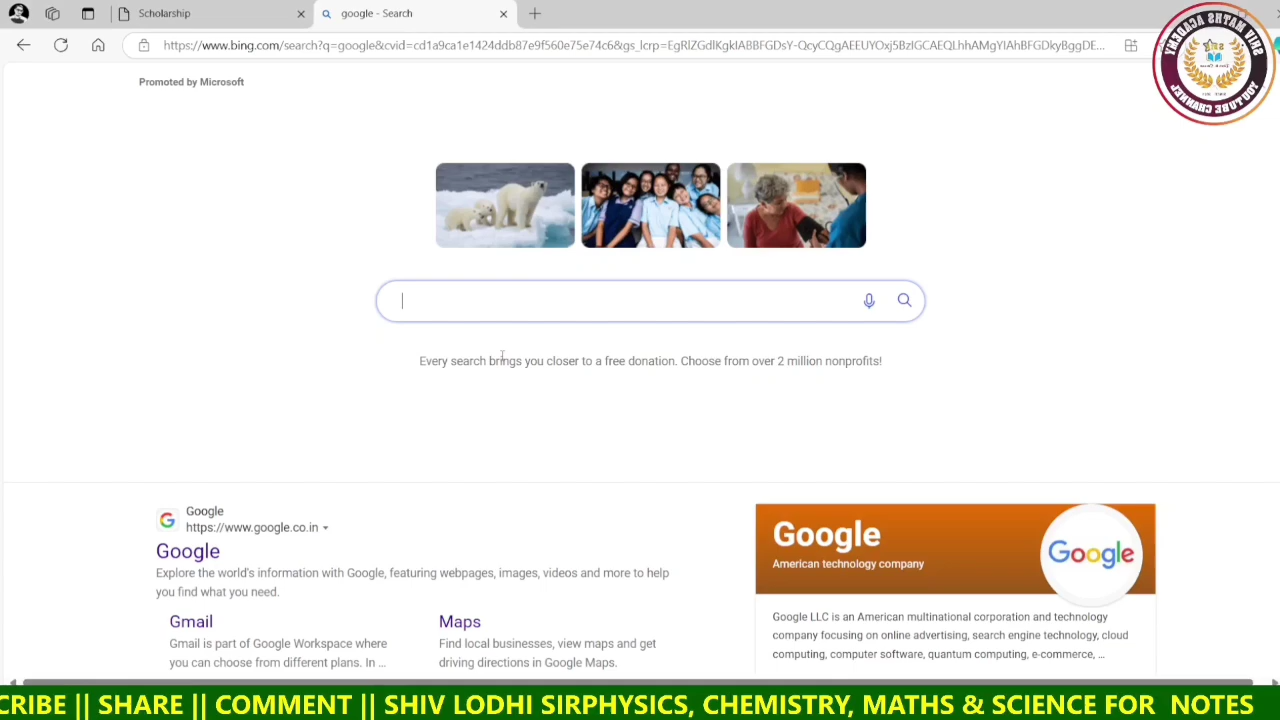 Scholarship
google - Search
https://www.bing.com/search?q=google&cvid=cd1a9ca1e1424ddb87e9f560e75e74c6&gs_lcrp=EgRlZGdlKgkIABBFGDsY-QcyCQgAEEUYOxj5BzIGCAEQLhhAMgYIAhBFGDkyBggDE...
SHIV MATHS ACADEMY
YOUTUBE CHANNEL
Promoted by Microsoft
Every search brings you closer to a free donation. Choose from over 2 million nonprofits!
Google
https://www.google.co.in
Google
Explore the world's information with Google, featuring webpages, images, videos and more to help
you find what you need.
Gmail
Gmail is part of Google Workspace where
you can choose from different plans. In ...
Maps
Find local businesses, view maps and get
driving directions in Google Maps.
Google
American technology company
Google
Google LLC is an American multinational corporation and technology
company focusing on online advertising, search engine technology, cloud
computing, computer software, quantum computing, e-commerce, ...
CRIBE || SHARE || COMMENT || SHIV LODHI SIRPHYSICS, CHEMISTRY, MATHS & SCIENCE FOR NOTES